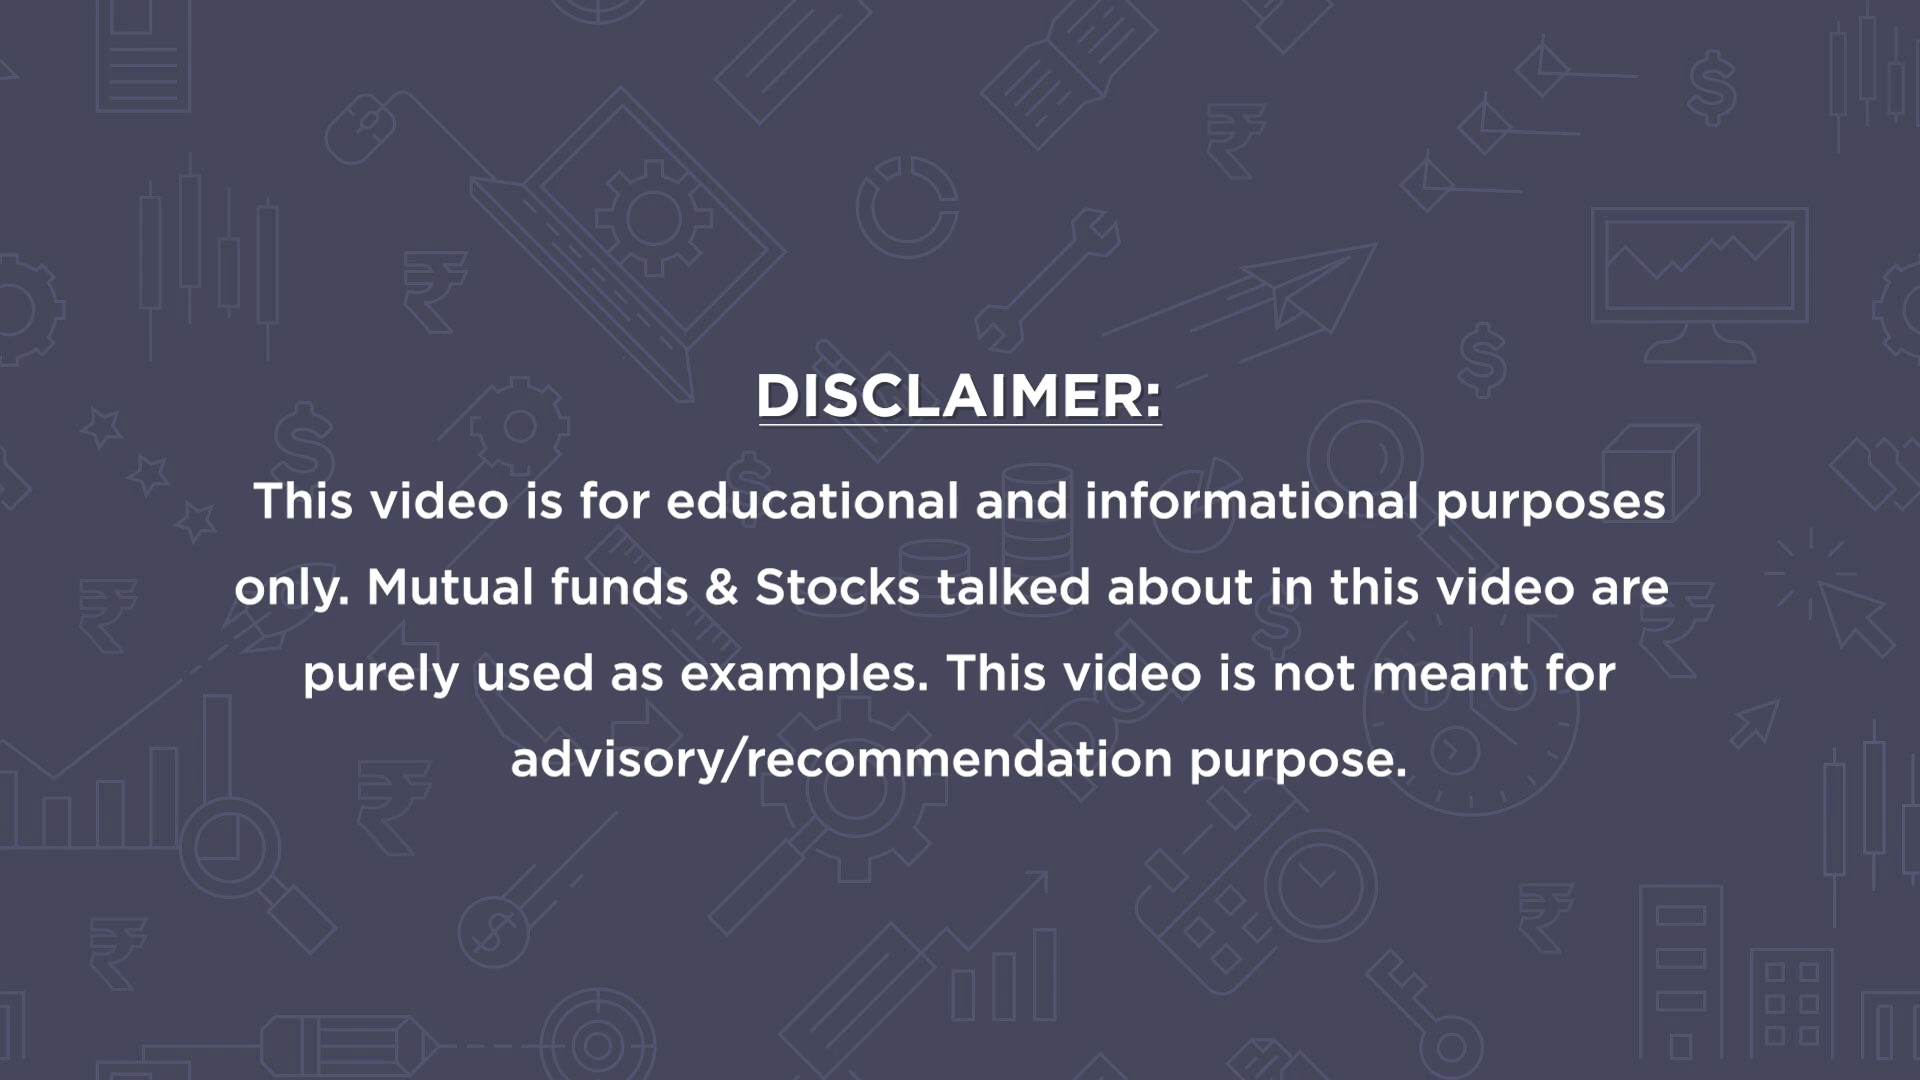 DISCLAIMER:
This video is for educational and informational purposes
only. Mutual funds & Stocks talked about in this video are
purely used as examples. This video is not meant for
advisory/recommendation purpose.